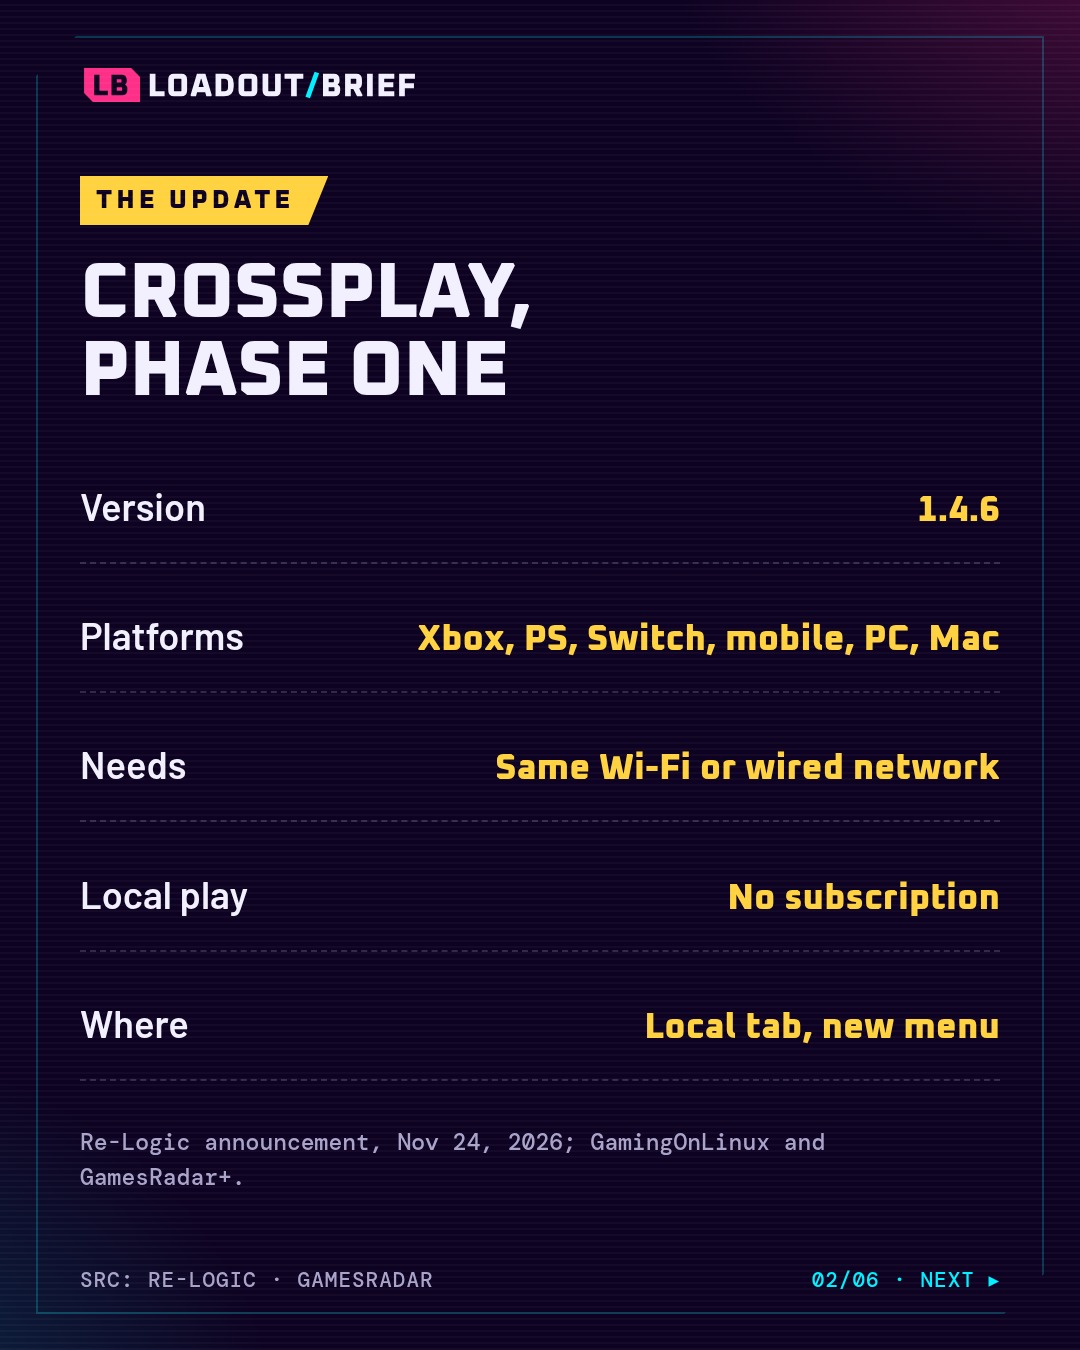 LB LOADOUT/BRIEF
THE UPDATE
CROSSPLAY,
PHASE ONE
Version 1.4.6
Platforms Xbox, PS, Switch, mobile, PC, Mac
Needs Same Wi-Fi or wired network
Local play No subscription
Where Local tab, new menu
Re-Logic announcement, Nov 24, 2026; GamingOnLinux and
GamesRadar+.
SRC: RE-LOGIC · GAMESRADAR 02/06 · NEXT ▸